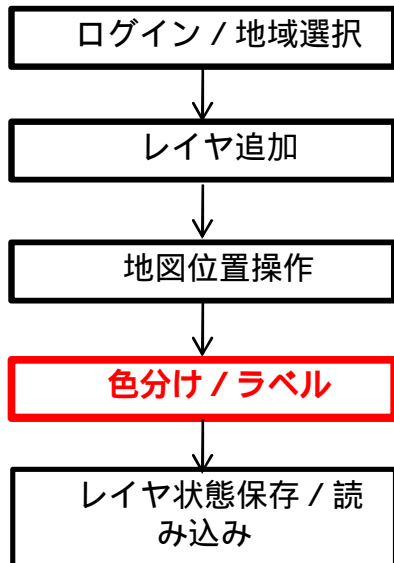 ログイン / 地域選択
レイヤ追加
地図位置操作
色分け / ラベル
レイヤ状態保存 / 読
み込み